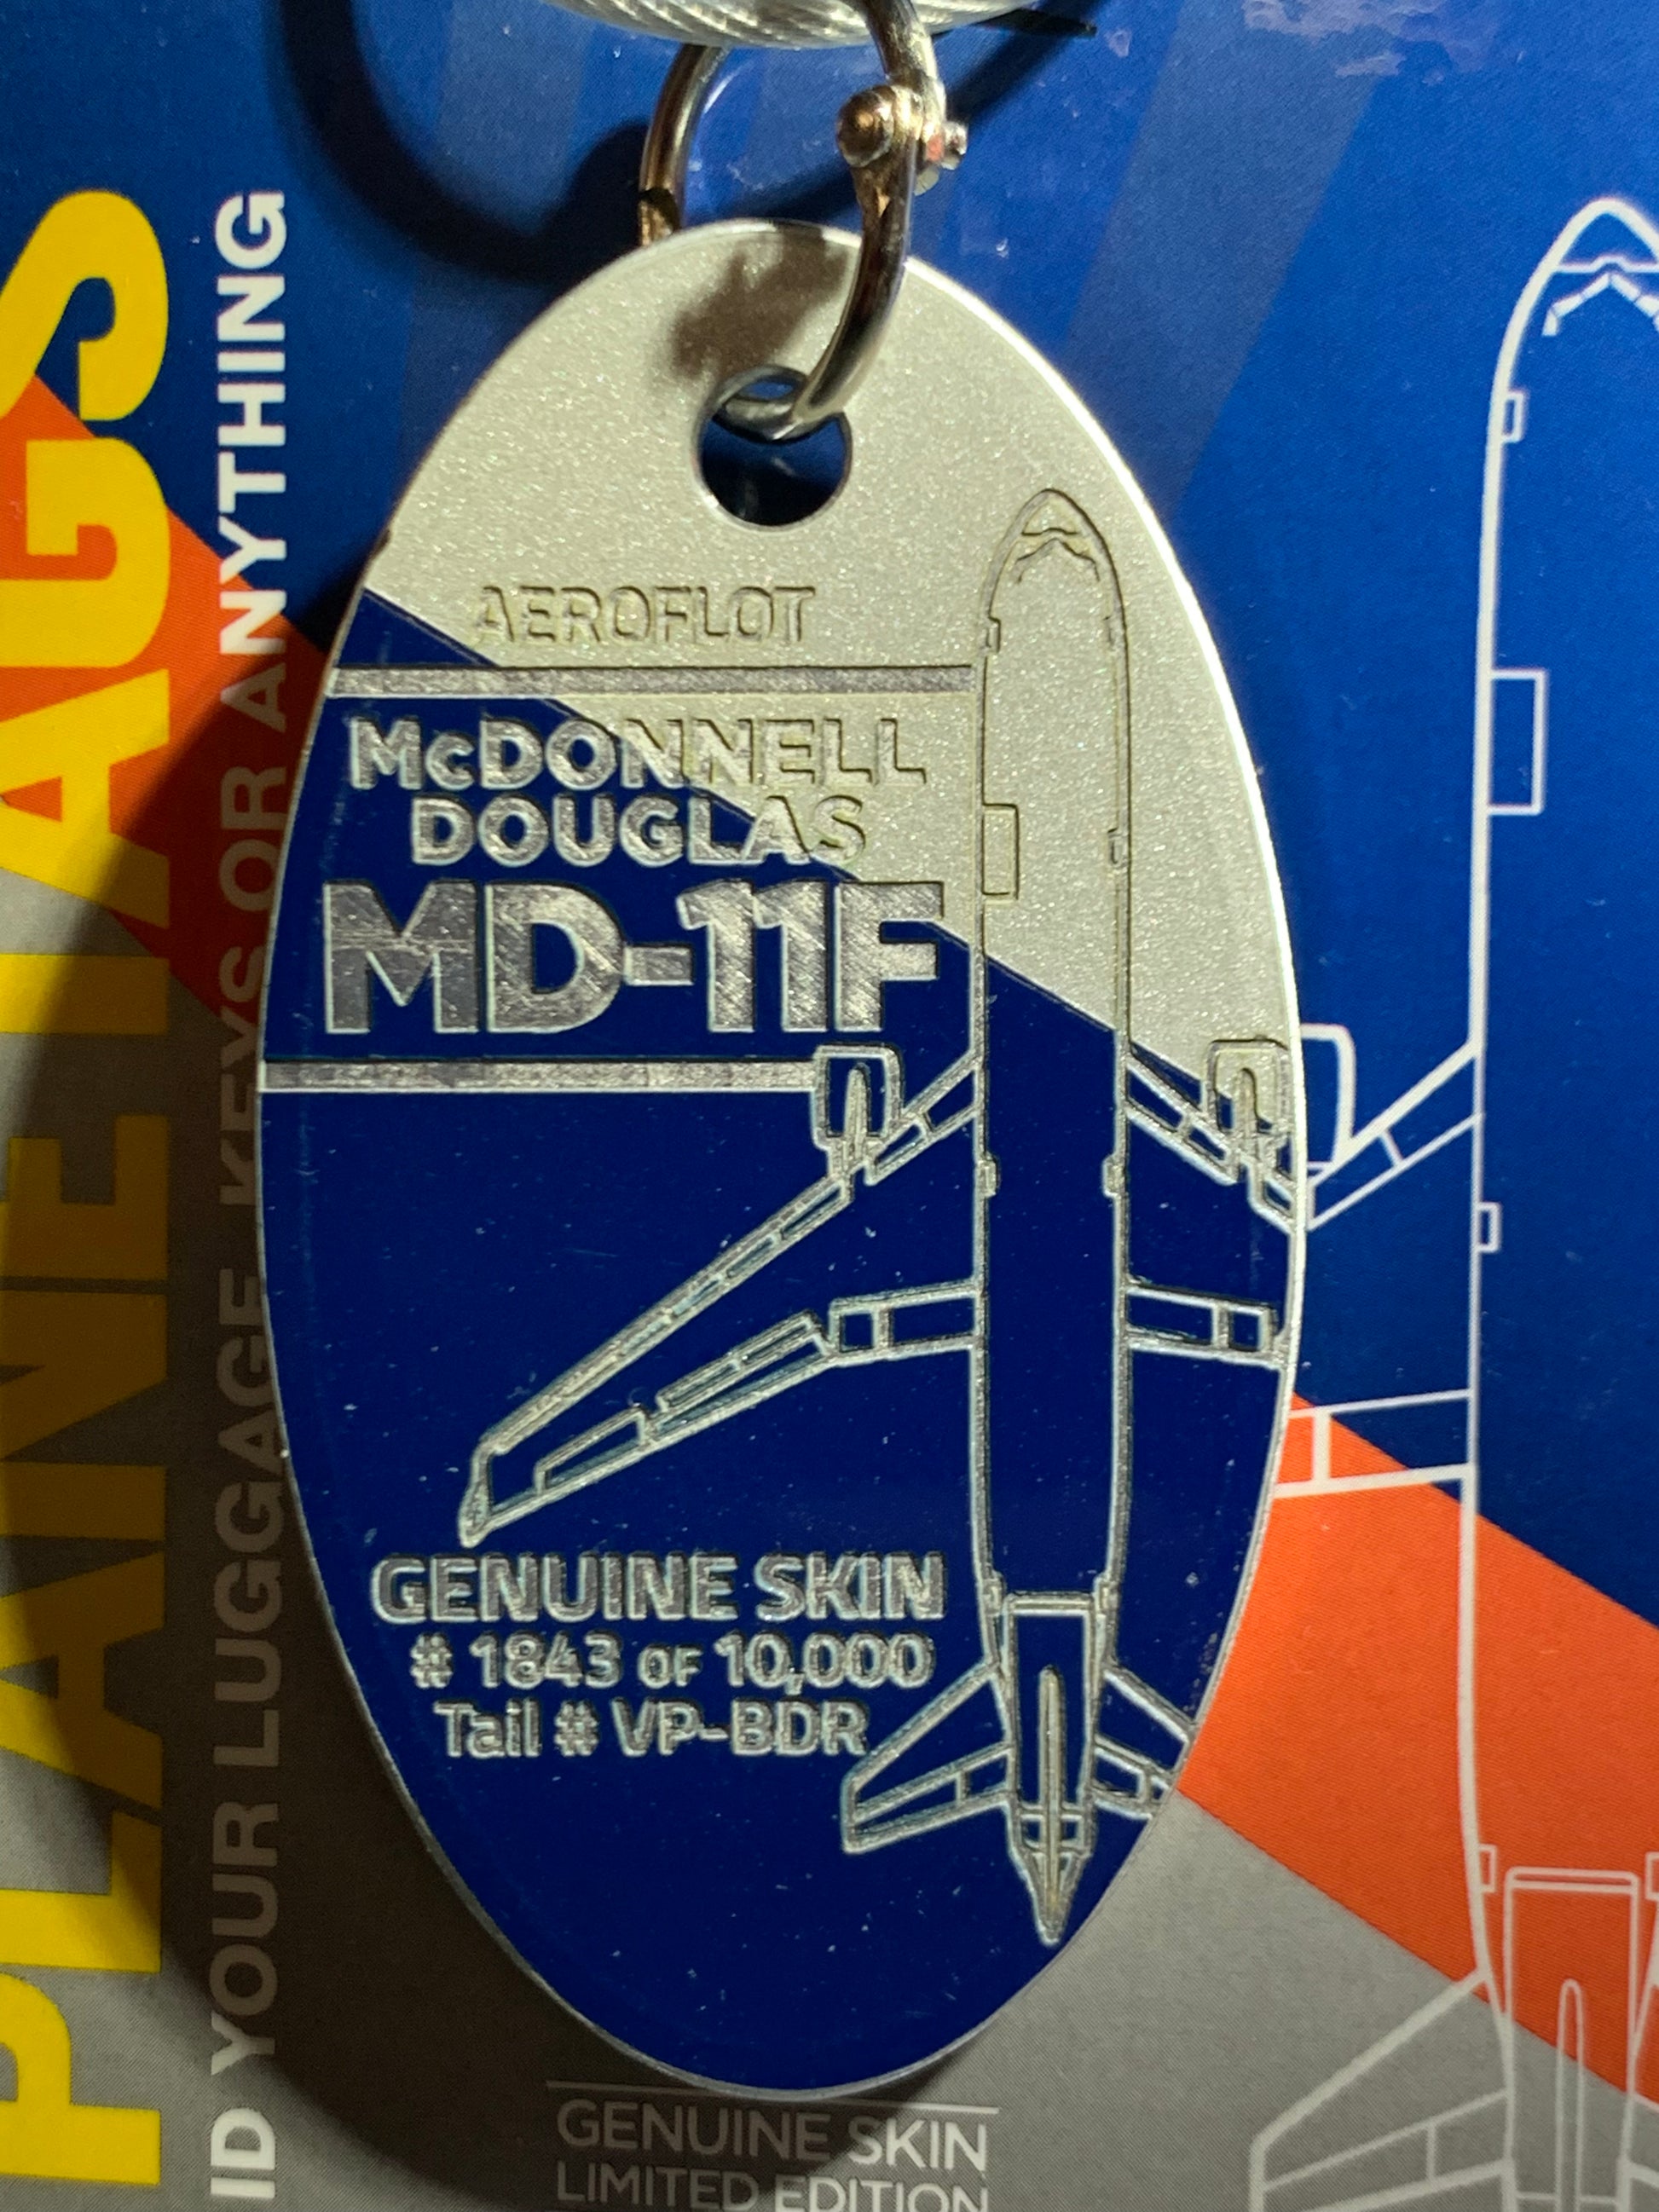 PLANETAGS
ID YOUR LUGGAGE, KEYS OR ANYTHING
AEROFLOT
McDONNELL
DOUGLAS
MD-11F
GENUINE SKIN
# 1843 OF 10,000
Tail # VP-BDR
GENUINE SKIN
LIMITED EDITION